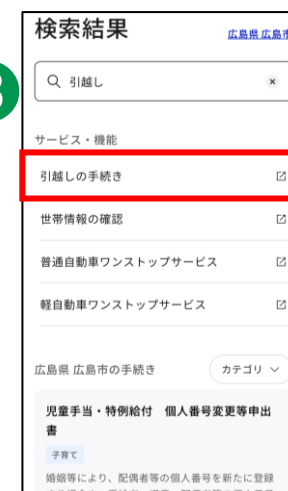 検索結果
広島県 広島市
引越し
サービス・機能
引越しの手続き
世帯情報の確認
普通自動車ワンストップサービス
軽自動車ワンストップサービス
広島県 広島市の手続き
カテゴリ
児童手当・特例給付 個人番号変更等申出
書
子育て
婚姻等により、配偶者等の個人番号を新たに登録